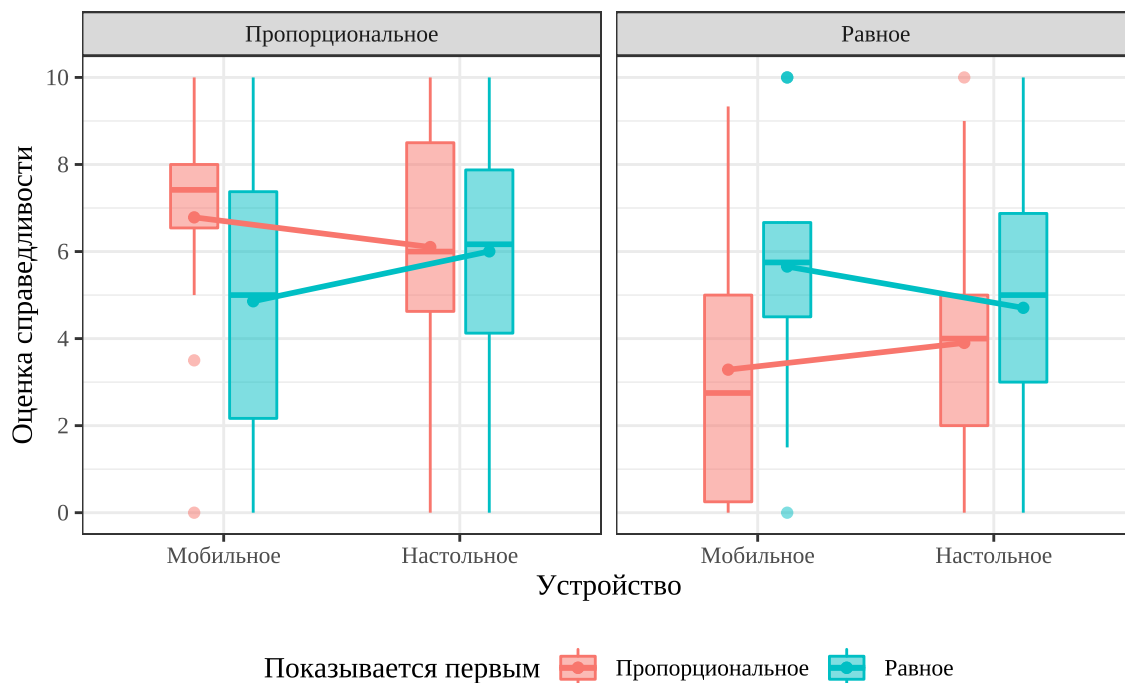 Пропорциональное
Равное
Оценка справедливости
10
8
6
4
2
0
Мобильное
Настольное
Мобильное
Настольное
Устройство
Показывается первым
Пропорциональное
Равное